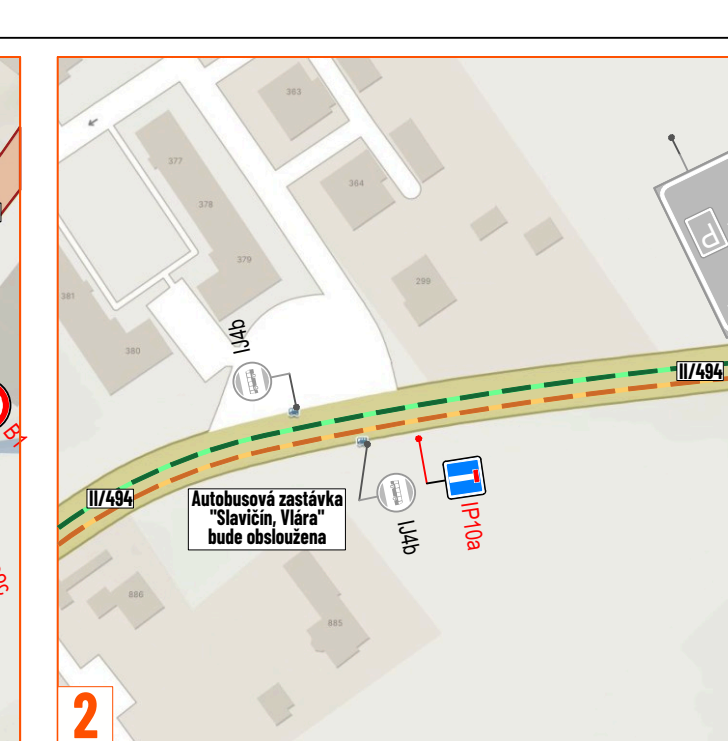 363
377
364
378
379
299
381
IJ4b
380
P
II/494
B1
II/494
Autobusová zastávka
"Slavičín, Vlára"
bude obsloužena
IJ4b
IP10a
886
885
2